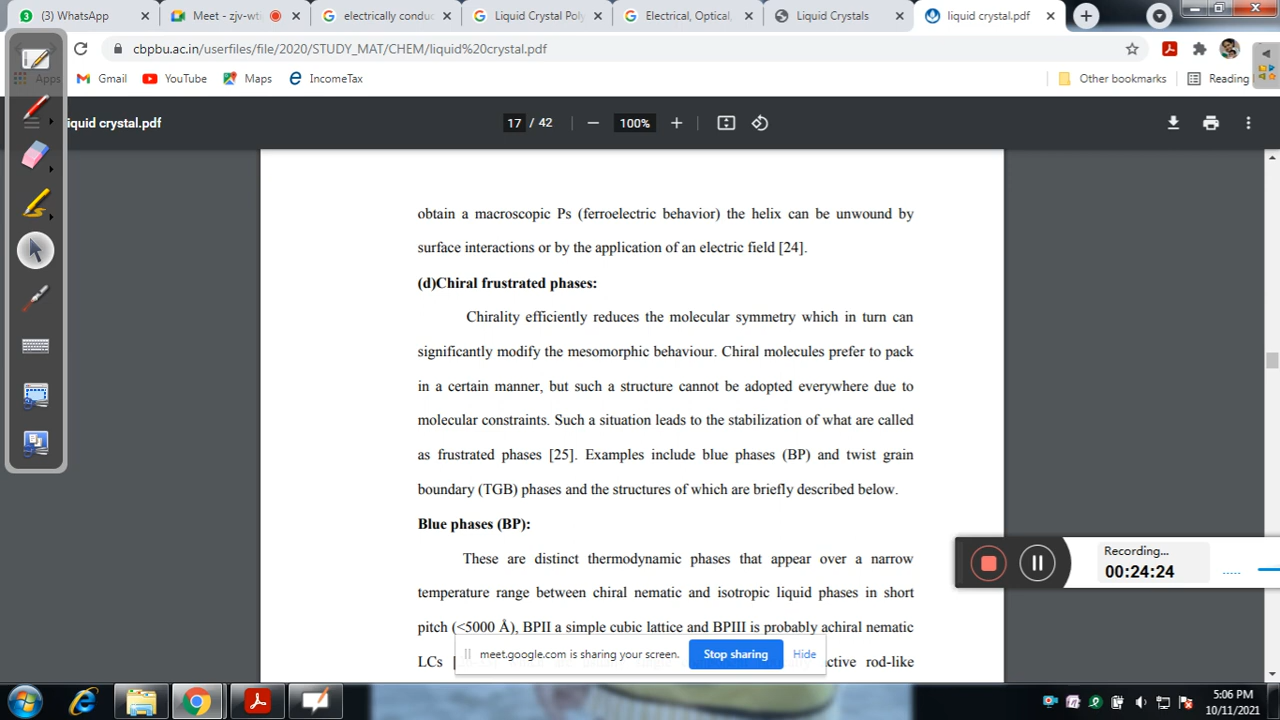 (3) WhatsApp
Meet - zjv-wti
electrically conduc
Liquid crystal poly
Electrical, Optical,
Liquid crystals
liquid crystal.pdf
cbpbu.ac.in/userfiles/file/2020/STUDY_MAT/CHEM/liquid%20crystal.pdf
Apps
Gmail
YouTube
Maps
IncomeTax
Other bookmarks
Reading
iquid crystal.pdf
17 / 42
100%
obtain a macroscopic Ps (ferroelectric behavior) the helix can be unwound by
surface interactions or by the application of an electric field [24].
(d)Chiral frustrated phases:
Chirality efficiently reduces the molecular symmetry which in turn can
significantly modify the mesomorphic behaviour. Chiral molecules prefer to pack
in a certain manner, but such a structure cannot be adopted everywhere due to
molecular constraints. Such a situation leads to the stabilization of what are called
as frustrated phases [25]. Examples include blue phases (BP) and twist grain
boundary (TGB) phases and the structures of which are briefly described below.
Blue phases (BP):
These are distinct thermodynamic phases that appear over a narrow
temperature range between chiral nematic and isotropic liquid phases in short
pitch (<5000 Å), BPII a simple cubic lattice and BPIII is probably achiral nematic
LCs [
active rod-like
Recording...
00:24:24
meet.google.com is sharing your screen.
Stop sharing
Hide
5:06 PM
10/11/2021